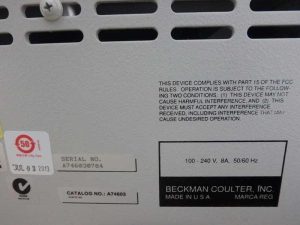 THIS DEVICE COMPLIES WITH PART 15 OF THE FCC
RULES. OPERATION IS SUBJECT TO THE FOLLOW-
ING TWO CONDITIONS. (1) THIS DEVICE MAY NOT
CAUSE HARMFUL INTERFERENCE, AND (2) THIS
DEVICE MUST ACCEPT ANY INTERFERENCE
RECEIVED, INCLUDING INTERFERENCE THAT MAY
CAUSE UNDESIRED OPERATION.
50
JUL 03 2013
SERIAL NO.
A74603070A
CATALOG NO.: A74603
100 - 240 V. 8A. 50/60 Hz
BECKMAN COULTER, INC.
MADE IN U.S.A. MARCA REG